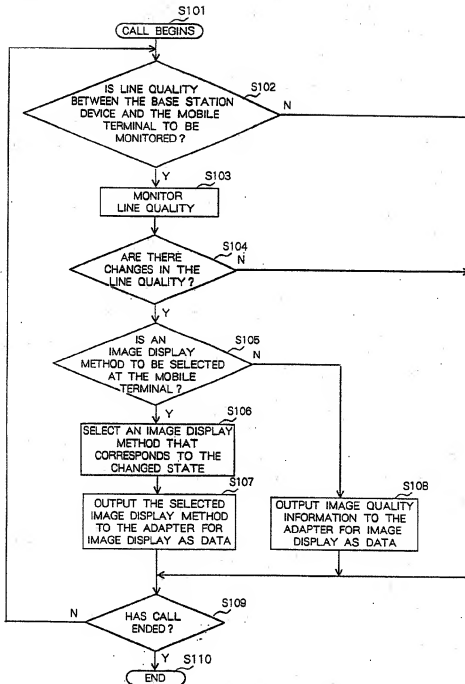 S101
CALL BEGINS
S102
IS LINE QUALITY
BETWEEN THE BASE STATION
DEVICE AND THE MOBILE
TERMINAL TO BE
MONITORED?
N
Y
S103
MONITOR
LINE QUALITY
S104
ARE THERE
CHANGES IN THE
LINE QUALITY?
N
Y
S105
IS AN
IMAGE DISPLAY
METHOD TO BE SELECTED
AT THE MOBILE
TERMINAL?
N
Y
S106
SELECT AN IMAGE DISPLAY
METHOD THAT
CORRESPONDS TO THE
CHANGED STATE
S107
OUTPUT THE SELECTED
IMAGE DISPLAY METHOD
TO THE ADAPTER FOR
IMAGE DISPLAY AS DATA
S108
OUTPUT IMAGE QUALITY
INFORMATION TO THE
ADAPTER FOR IMAGE
DISPLAY AS DATA
S109
HAS CALL
ENDED?
N
Y
S110
END